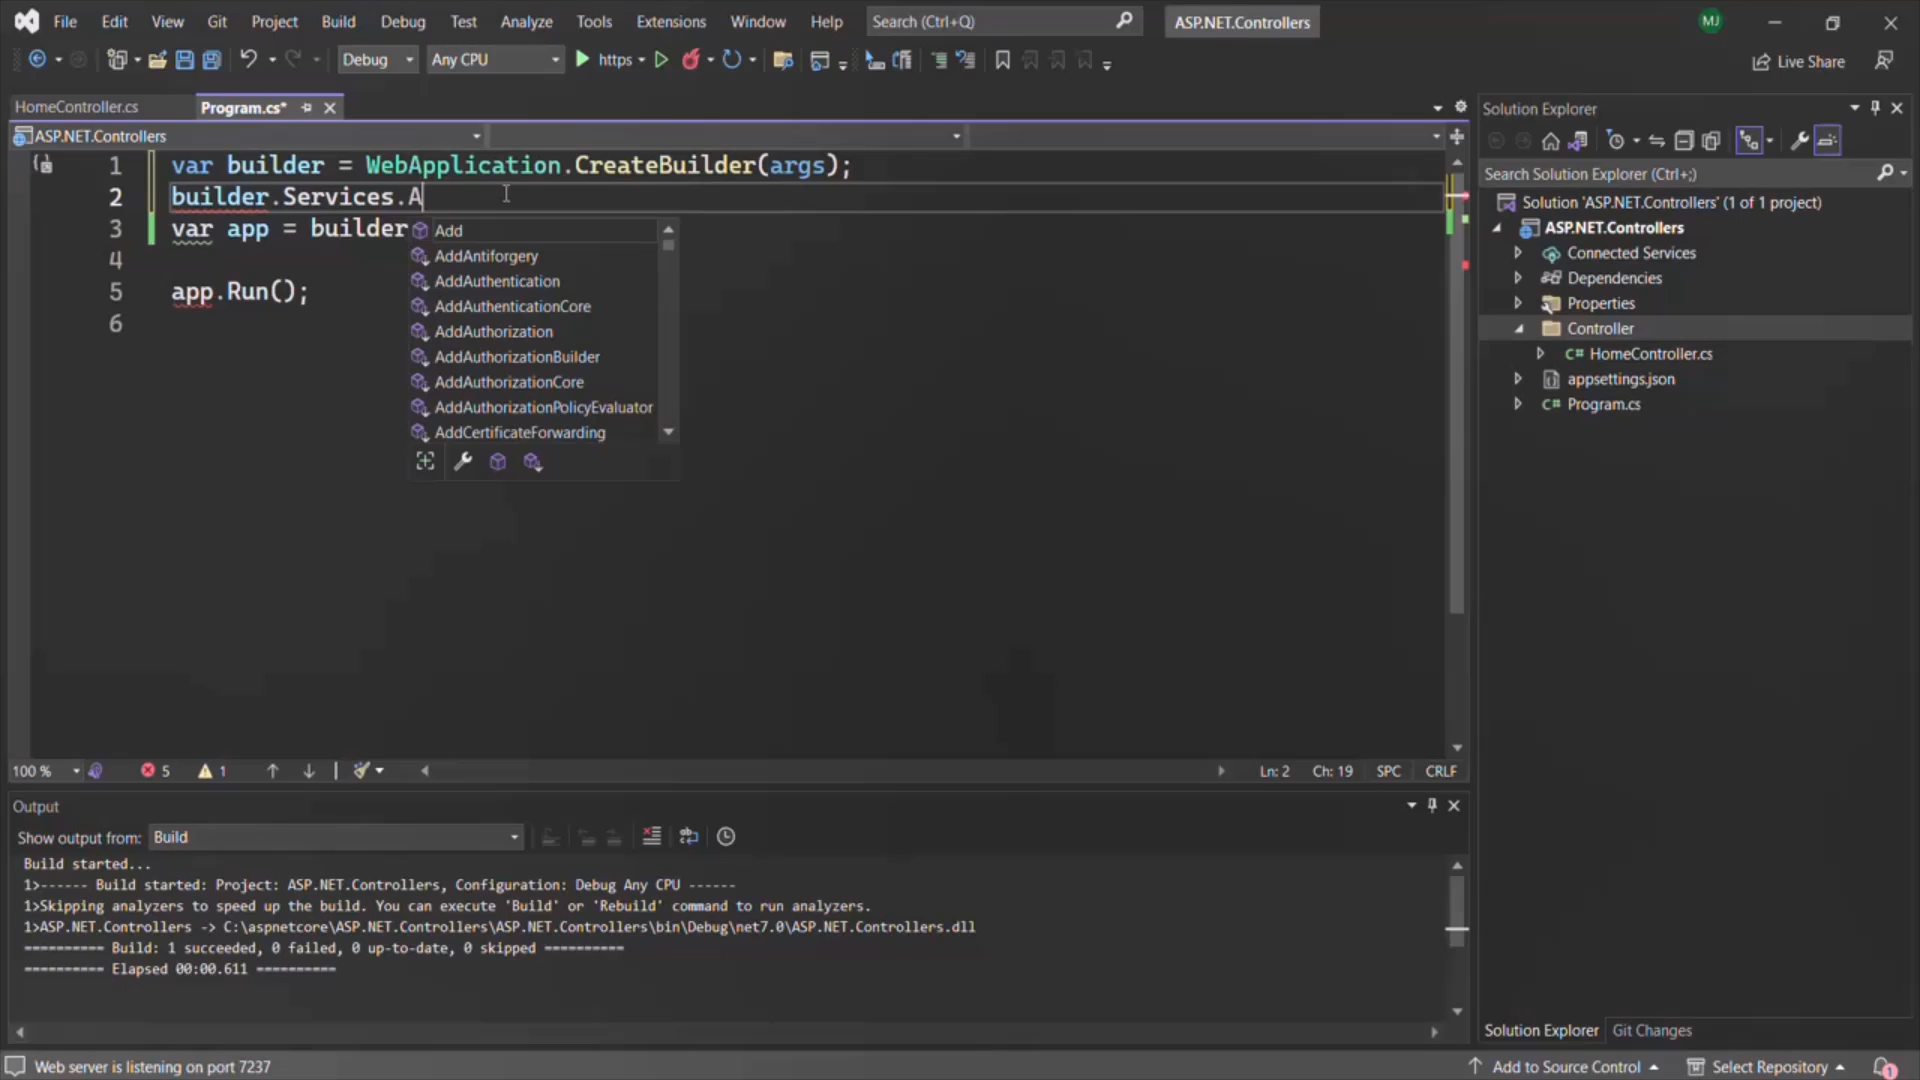 File Edit View Git Project Build Debug Test Analyze Tools Extensions Window Help Search (Ctrl+Q) ASP.NET.Controllers MJ
Debug Any CPU https Live Share
HomeController.cs Program.cs*
ASP.NET.Controllers
1 var builder = WebApplication.CreateBuilder(args);
2 builder.Services.A
3 var app = builder
4
5 app.Run();
6
Add
AddAntiforgery
AddAuthentication
AddAuthenticationCore
AddAuthorization
AddAuthorizationBuilder
AddAuthorizationCore
AddAuthorizationPolicyEvaluator
AddCertificateForwarding
100 % 5 1 Ln: 2 Ch: 19 SPC CRLF
Output
Show output from: Build
Build started...
1>------ Build started: Project: ASP.NET.Controllers, Configuration: Debug Any CPU ------
1>Skipping analyzers to speed up the build. You can execute 'Build' or 'Rebuild' command to run analyzers.
1>ASP.NET.Controllers -> C:\aspnetcore\ASP.NET.Controllers\ASP.NET.Controllers\bin\Debug\net7.0\ASP.NET.Controllers.dll
========== Build: 1 succeeded, 0 failed, 0 up-to-date, 0 skipped ==========
========== Elapsed 00:00.611 ==========
Solution Explorer
Search Solution Explorer (Ctrl+;)
Solution 'ASP.NET.Controllers' (1 of 1 project)
ASP.NET.Controllers
Connected Services
Dependencies
Properties
Controller
C# HomeController.cs
appsettings.json
C# Program.cs
Solution Explorer Git Changes
Web server is listening on port 7237 Add to Source Control Select Repository 1